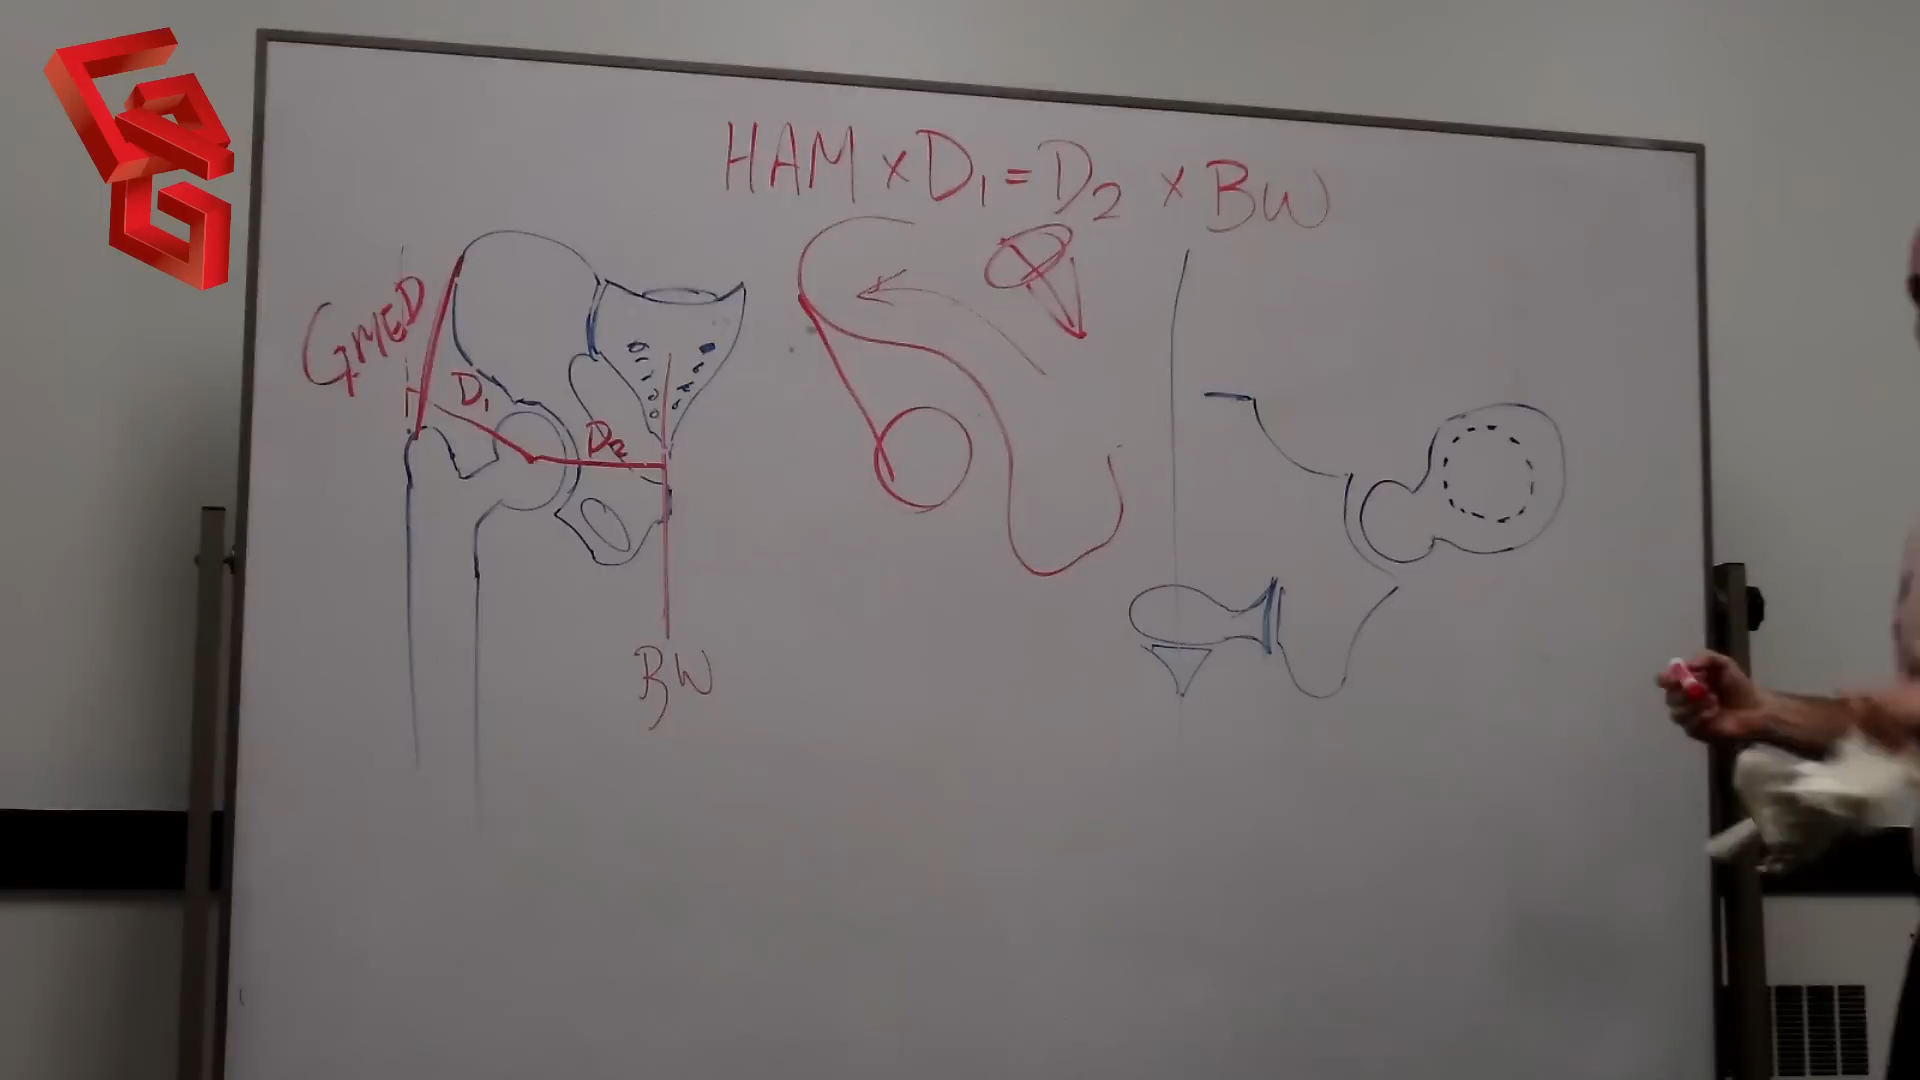 HAM x D1 = D2 x BW
GMED
D1
D2
BW